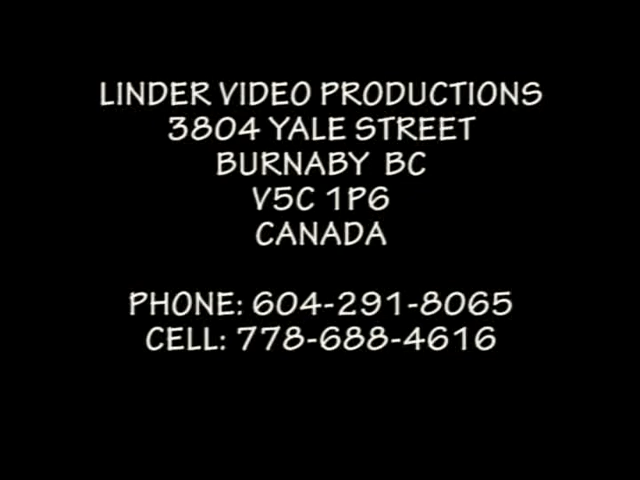 LINDER VIDEO PRODUCTIONS
3804 YALE STREET
BURNABY BC
V5C 1P6
CANADA
PHONE: 604-291-8065
CELL: 778-688-4616